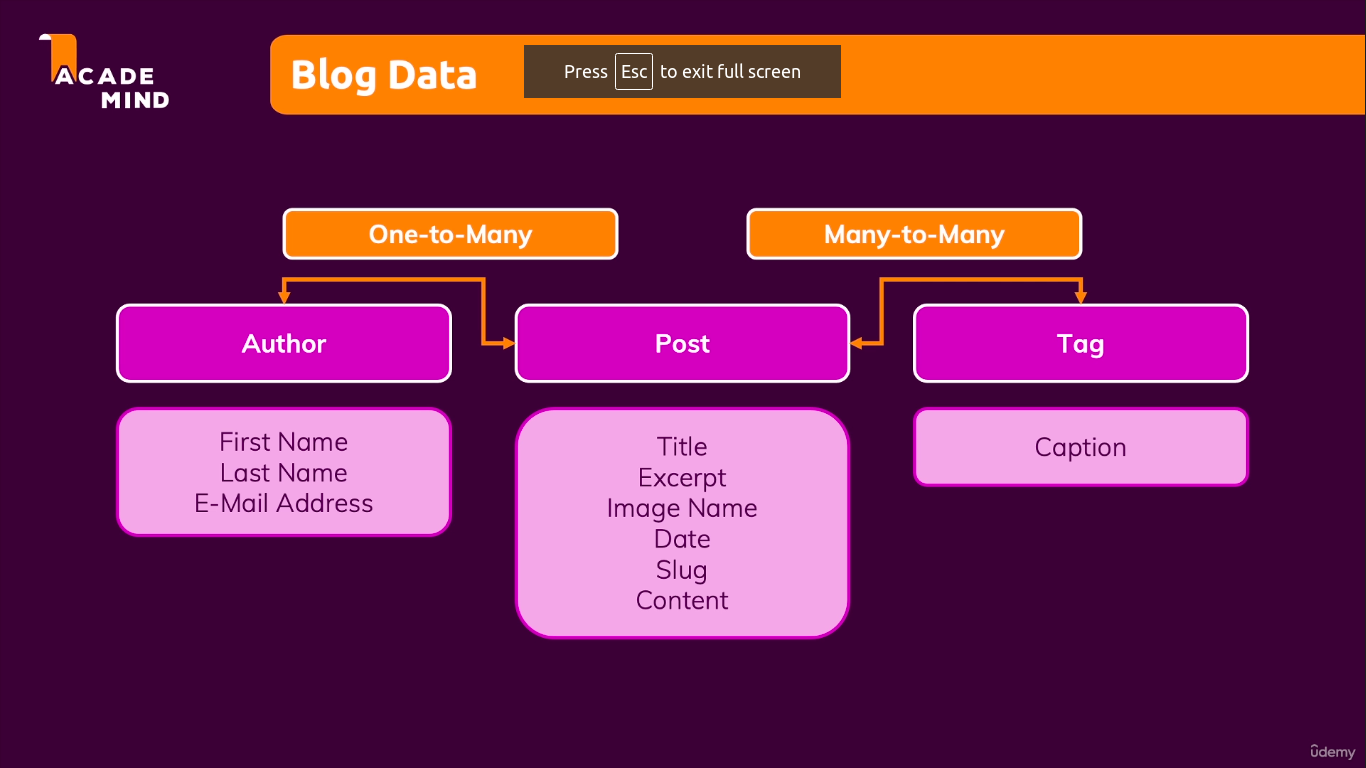 ACADE
MIND
Blog Data
Press Esc to exit full screen
One-to-Many
Many-to-Many
Author
Post
Tag
First Name
Last Name
E-Mail Address
Title
Excerpt
Image Name
Date
Slug
Content
Caption
ûdemy